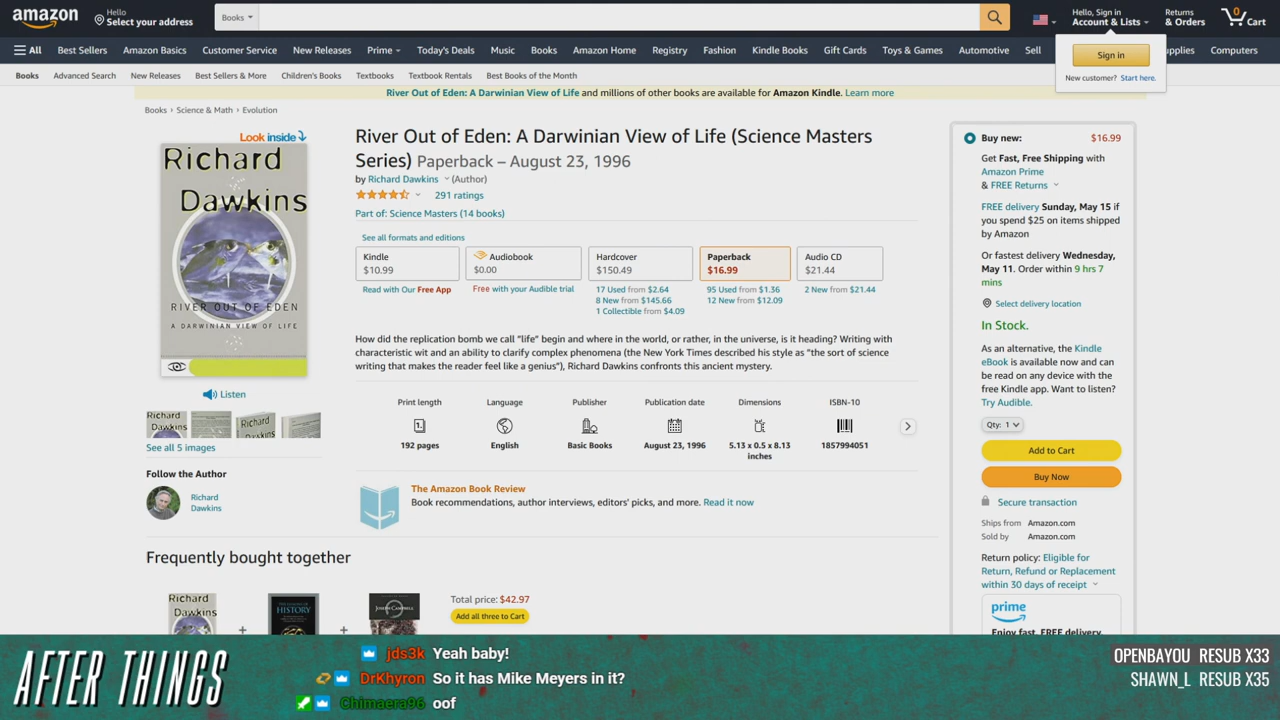 amazon
Hello
Select your address
Books
Hello, Sign in
Account & Lists
Returns
& Orders
0
Cart
All
Best Sellers
Amazon Basics
Customer Service
New Releases
Prime
Today's Deals
Music
Books
Amazon Home
Registry
Fashion
Kindle Books
Gift Cards
Toys & Games
Automotive
Sell
upplies
Computers
Sign in
New customer? Start here.
Books
Advanced Search
New Releases
Best Sellers & More
Children's Books
Textbooks
Textbook Rentals
Best Books of the Month
River Out of Eden: A Darwinian View of Life and millions of other books are available for Amazon Kindle. Learn more
Books › Science & Math › Evolution
Look inside
Richard
Dawkins
RIVER OUT OF EDEN
A DARWINIAN VIEW OF LIFE
Listen
See all 5 images
Follow the Author
Richard
Dawkins
River Out of Eden: A Darwinian View of Life (Science Masters
Series) Paperback – August 23, 1996
by Richard Dawkins (Author)
291 ratings
Part of: Science Masters (14 books)
See all formats and editions
Kindle
$10.99
Read with Our Free App
Audiobook
$0.00
Free with your Audible trial
Hardcover
$150.49
17 Used from $2.64
8 New from $145.66
1 Collectible from $4.09
Paperback
$16.99
95 Used from $1.36
12 New from $12.09
Audio CD
$21.44
2 New from $21.44
How did the replication bomb we call "life" begin and where in the world, or rather, in the universe, is it heading? Writing with
characteristic wit and an ability to clarify complex phenomena (the New York Times described his style as "the sort of science
writing that makes the reader feel like a genius"), Richard Dawkins confronts this ancient mystery.
Print length
192 pages
Language
English
Publisher
Basic Books
Publication date
August 23, 1996
Dimensions
5.13 x 0.5 x 8.13
inches
ISBN-10
1857994051
The Amazon Book Review
Book recommendations, author interviews, editors' picks, and more. Read it now
Frequently bought together
Richard
Dawkins
+
HISTORY
+
JOSEPH CAMPBELL
Total price: $42.97
Add all three to Cart
Buy new:
$16.99
Get Fast, Free Shipping with
Amazon Prime
& FREE Returns
FREE delivery Sunday, May 15 if
you spend $25 on items shipped
by Amazon
Or fastest delivery Wednesday,
May 11. Order within 9 hrs 7
mins
Select delivery location
In Stock.
As an alternative, the Kindle
eBook is available now and can
be read on any device with the
free Kindle app. Want to listen?
Try Audible.
Qty: 1
Add to Cart
Buy Now
Secure transaction
Ships from Amazon.com
Sold by Amazon.com
Return policy: Eligible for
Return, Refund or Replacement
within 30 days of receipt
prime
Enjoy fast, FREE delivery,
AFTER THINGS
jds3k Yeah baby!
DrKhyron So it has Mike Meyers in it?
Chimaera96 oof
OPENBAYOU RESUB X33
SHAWN_L RESUB X35